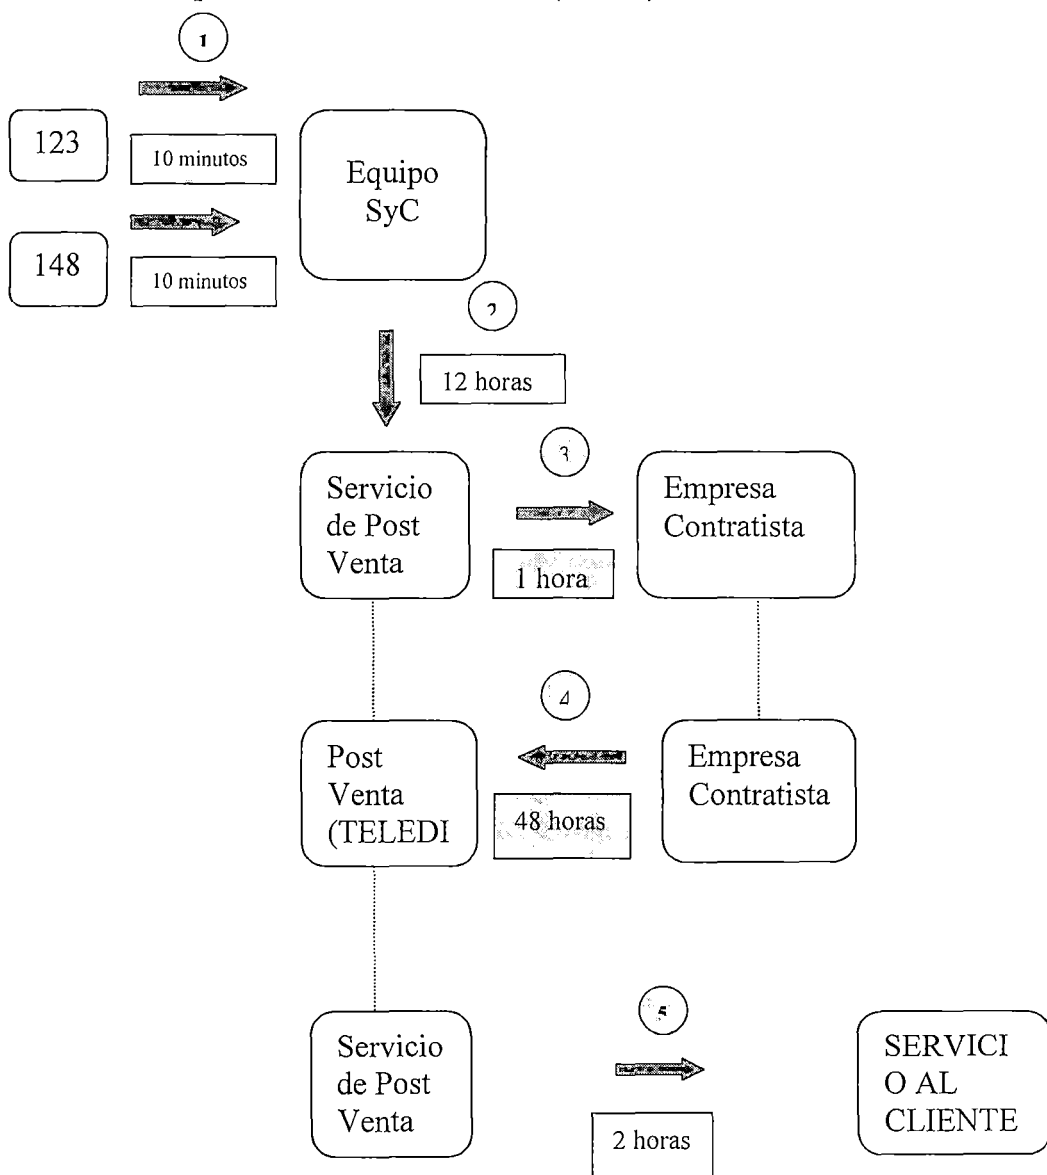 1
123
10 minutos
Equipo
SyC
148
10 minutos
2
12 horas
3
Servicio
de Post
Venta
Empresa
Contratista
1 hora
4
Post
Venta
(TELEDI
Empresa
Contratista
48 horas
5
Servicio
de Post
Venta
SERVICI
O AL
CLIENTE
2 horas